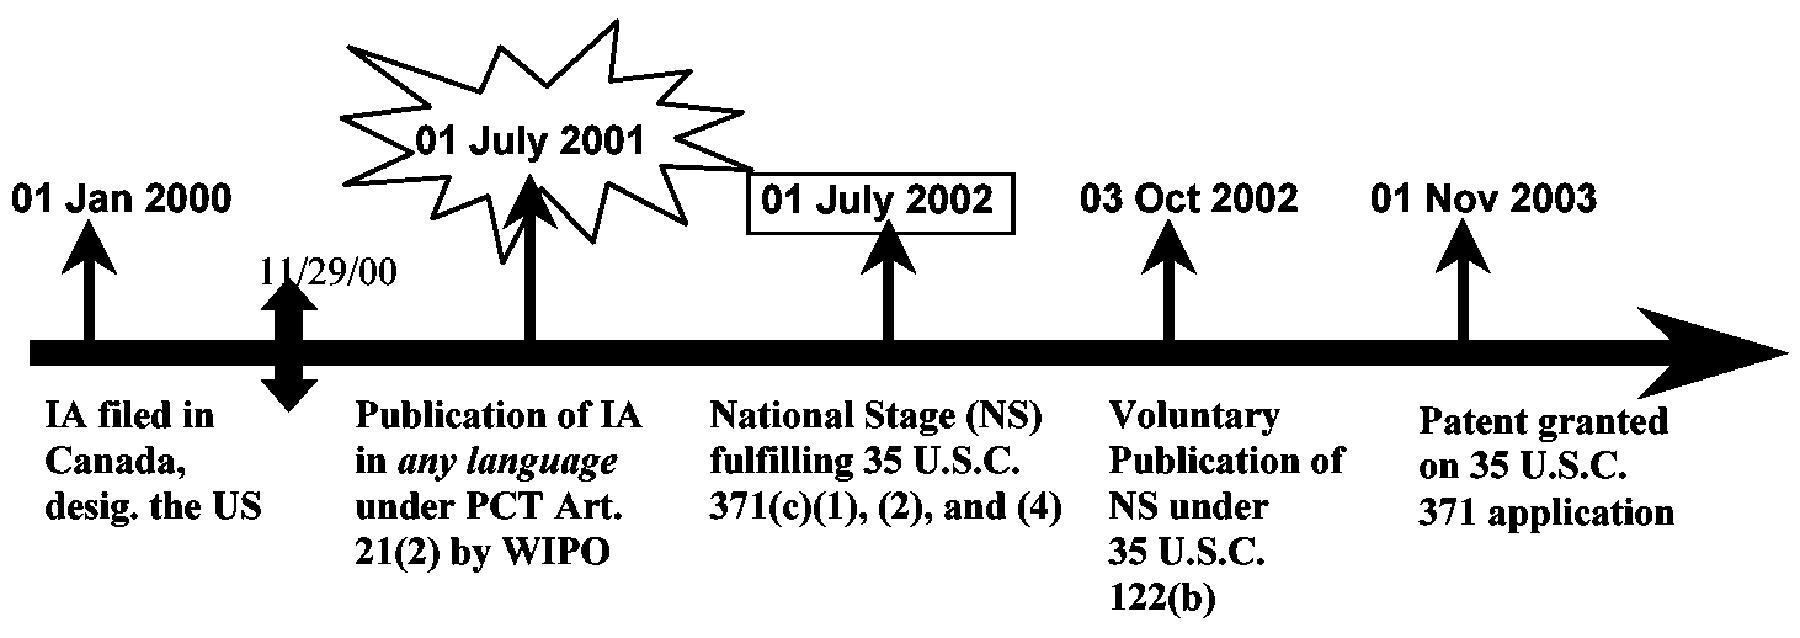 01 July 2001
01 Jan 2000
01 July 2002
03 Oct 2002
01 Nov 2003
11/29/00
IA filed in
Canada,
desig. the US
Publication of IA
in any language
under PCT Art.
21(2) by WIPO
National Stage (NS)
fulfilling 35 U.S.C.
371(c)(1), (2), and (4)
Voluntary
Publication of
NS under
35 U.S.C.
122(b)
Patent granted
on 35 U.S.C.
371 application